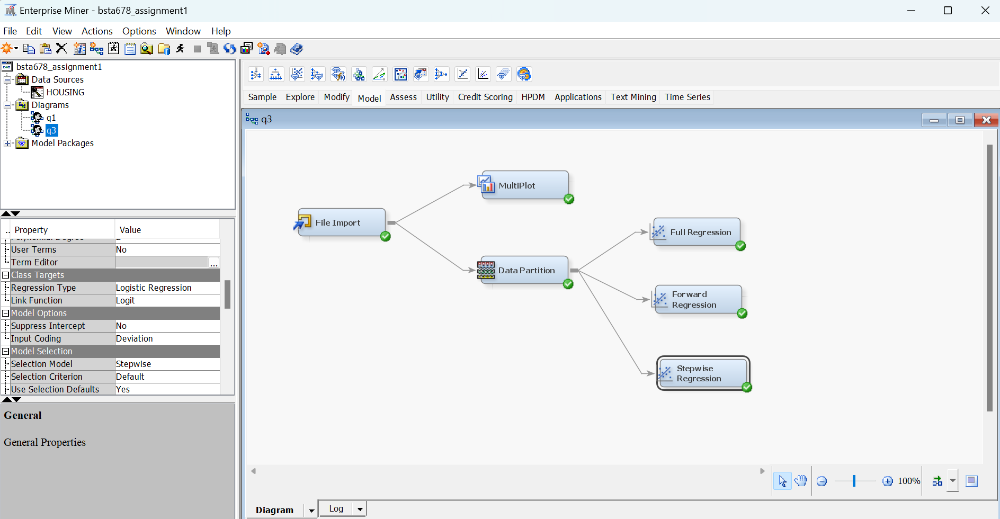 Enterprise Miner - bsta678_assignment1
File Edit View Actions Options Window Help
bsta678_assignment1
Data Sources
HOUSING
Diagrams
q1
q3
Model Packages
.. Property Value
Polynomial Degree 2
User Terms No
Term Editor ...
Class Targets
Regression Type Logistic Regression
Link Function Logit
Model Options
Suppress Intercept No
Input Coding Deviation
Model Selection
Selection Model Stepwise
Selection Criterion Default
Use Selection Defaults Yes
General
General Properties
Sample Explore Modify Model Assess Utility Credit Scoring HPDM Applications Text Mining Time Series
q3
MultiPlot
File Import
Full Regression
Data Partition
Forward
Regression
Stepwise
Regression
100%
Diagram Log